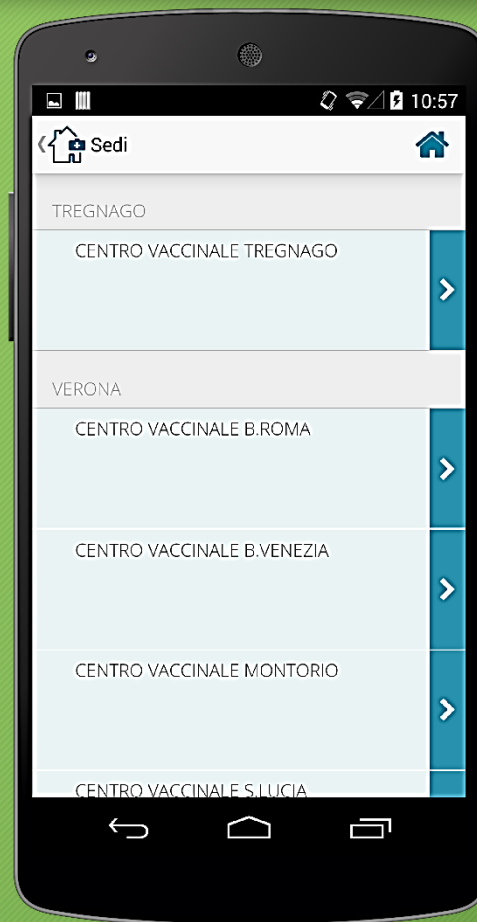 10:57
Sedi
TREGNAGO
CENTRO VACCINALE TREGNAGO
VERONA
CENTRO VACCINALE B.ROMA
CENTRO VACCINALE B.VENEZIA
CENTRO VACCINALE MONTORIO
CENTRO VACCINALE S.LUCIA